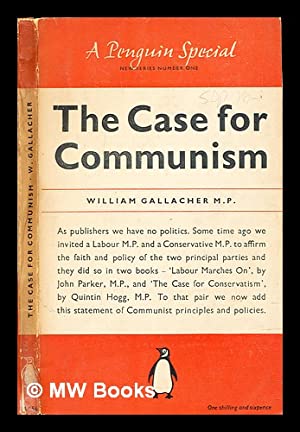 A Penguin Special
NEW SERIES NUMBER ONE
The Case for
Communism
WILLIAM GALLACHER M.P.
As publishers we have no politics. Some time ago we
invited a Labour M.P. and a Conservative M.P. to affirm
the faith and policy of the two principal parties and
they did so in two books – 'Labour Marches On', by
John Parker, M.P., and 'The Case for Conservatism',
by Quintin Hogg, M.P. To that pair we now add
this statement of Communist principles and policies.
One shilling and sixpence
THE CASE FOR COMMUNISM · W. GALLACHER
© MW Books